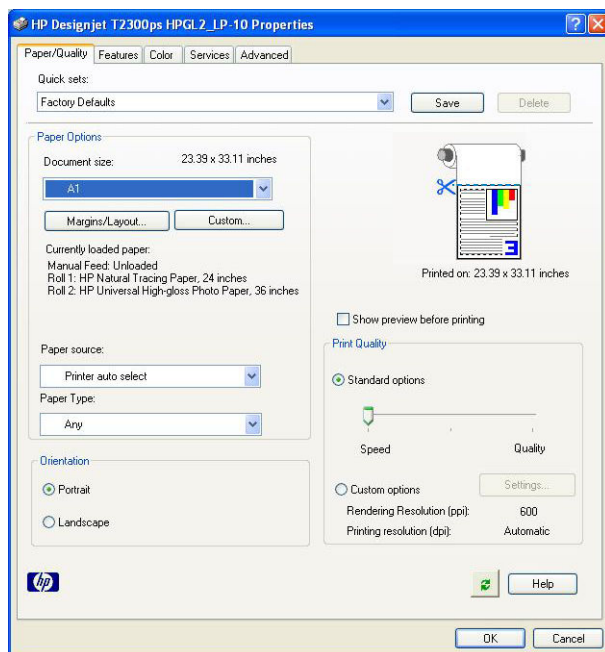 HP Designjet T2300ps HPGL2_LP-10 Properties
Paper/Quality Features Color Services Advanced
Quick sets:
Factory Defaults
Save
Delete
Paper Options
Document size: 23.39 x 33.11 inches
A1
Margins/Layout... Custom...
Currently loaded paper:
Manual Feed: Unloaded
Roll 1: HP Natural Tracing Paper, 24 inches
Roll 2: HP Universal High-gloss Photo Paper, 36 inches
Paper source:
Printer auto select
Paper Type:
Any
Orientation
Portrait
Landscape
3
Printed on: 23.39 x 33.11 inches
Show preview before printing
Print Quality
Standard options
Speed Quality
Custom options Settings...
Rendering Resolution (ppi): 600
Printing resolution (dpi): Automatic
hp
Help
OK Cancel